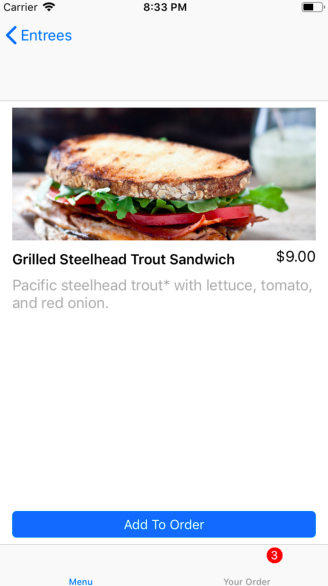 Carrier 8:33 PM
Entrees
Grilled Steelhead Trout Sandwich $9.00
Pacific steelhead trout* with lettuce, tomato,
and red onion.
Add To Order
3
Menu Your Order